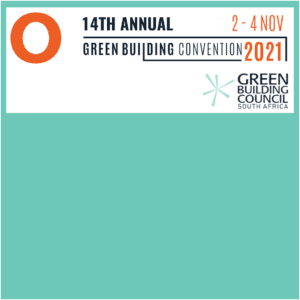 14TH ANNUAL 2 - 4 NOV
GREEN BUILDING CONVENTION 2021
GREEN
BUILDING
COUNCIL
SOUTH AFRICA